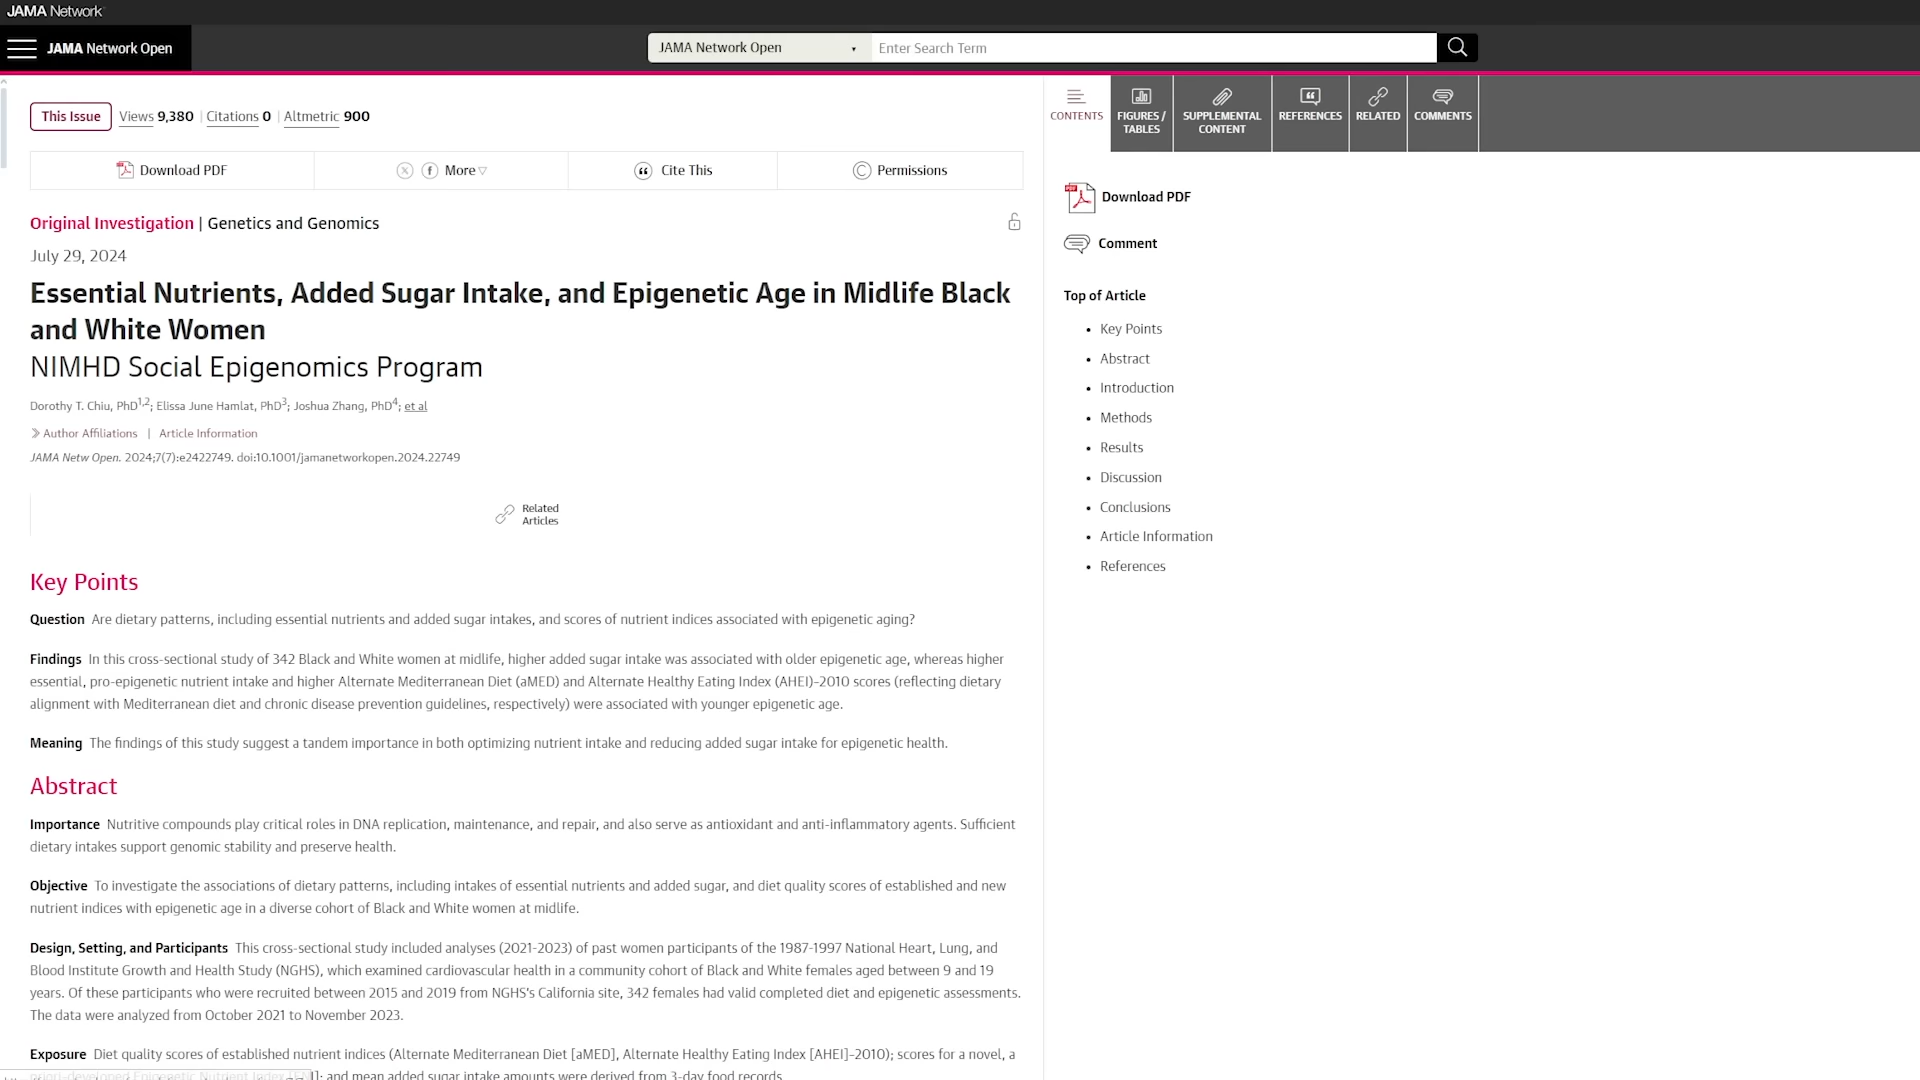 JAMA Network
JAMA Network Open
JAMA Network Open
Enter Search Term
This Issue Views 9,380 | Citations 0 | Altmetric 900
Download PDF
More
Cite This
Permissions
Original Investigation | Genetics and Genomics
July 29, 2024
Essential Nutrients, Added Sugar Intake, and Epigenetic Age in Midlife Black
and White Women
NIMHD Social Epigenomics Program
Dorothy T. Chiu, PhD1,2; Elissa June Hamlat, PhD3; Joshua Zhang, PhD4; et al
Author Affiliations | Article Information
JAMA Netw Open. 2024;7(7):e2422749. doi:10.1001/jamanetworkopen.2024.22749
Related
Articles
Key Points
Question Are dietary patterns, including essential nutrients and added sugar intakes, and scores of nutrient indices associated with epigenetic aging?
Findings In this cross-sectional study of 342 Black and White women at midlife, higher added sugar intake was associated with older epigenetic age, whereas higher
essential, pro-epigenetic nutrient intake and higher Alternate Mediterranean Diet (aMED) and Alternate Healthy Eating Index (AHEI)-2010 scores (reflecting dietary
alignment with Mediterranean diet and chronic disease prevention guidelines, respectively) were associated with younger epigenetic age.
Meaning The findings of this study suggest a tandem importance in both optimizing nutrient intake and reducing added sugar intake for epigenetic health.
Abstract
Importance Nutritive compounds play critical roles in DNA replication, maintenance, and repair, and also serve as antioxidant and anti-inflammatory agents. Sufficient
dietary intakes support genomic stability and preserve health.
Objective To investigate the associations of dietary patterns, including intakes of essential nutrients and added sugar, and diet quality scores of established and new
nutrient indices with epigenetic age in a diverse cohort of Black and White women at midlife.
Design, Setting, and Participants This cross-sectional study included analyses (2021-2023) of past women participants of the 1987-1997 National Heart, Lung, and
Blood Institute Growth and Health Study (NGHS), which examined cardiovascular health in a community cohort of Black and White females aged between 9 and 19
years. Of these participants who were recruited between 2015 and 2019 from NGHS's California site, 342 females had valid completed diet and epigenetic assessments.
The data were analyzed from October 2021 to November 2023.
Exposure Diet quality scores of established nutrient indices (Alternate Mediterranean Diet [aMED], Alternate Healthy Eating Index [AHEI]-2010); scores for a novel, a
and mean added sugar intake amounts were derived from 3-day food records.
CONTENTS
FIGURES /
TABLES
SUPPLEMENTAL
CONTENT
REFERENCES
RELATED
COMMENTS
Download PDF
Comment
Top of Article
• Key Points
• Abstract
• Introduction
• Methods
• Results
• Discussion
• Conclusions
• Article Information
• References